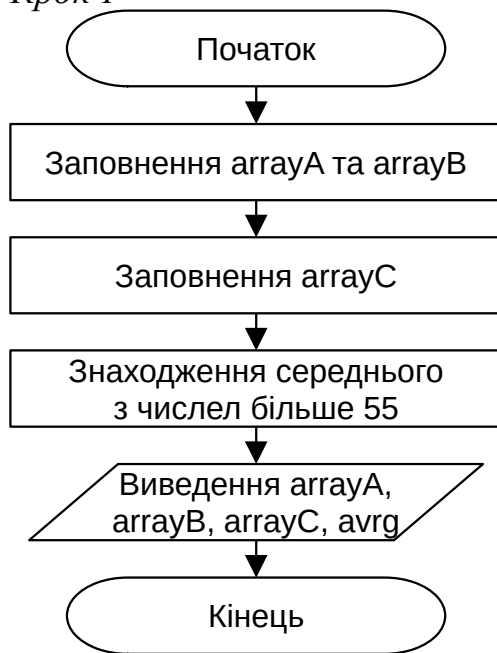 Крок 1
Початок
Заповнення arrayA та arrayB
Заповнення arrayC
Знаходження середнього
з числел більше 55
Виведення arrayA,
arrayB, arrayC, avrg
Кінець